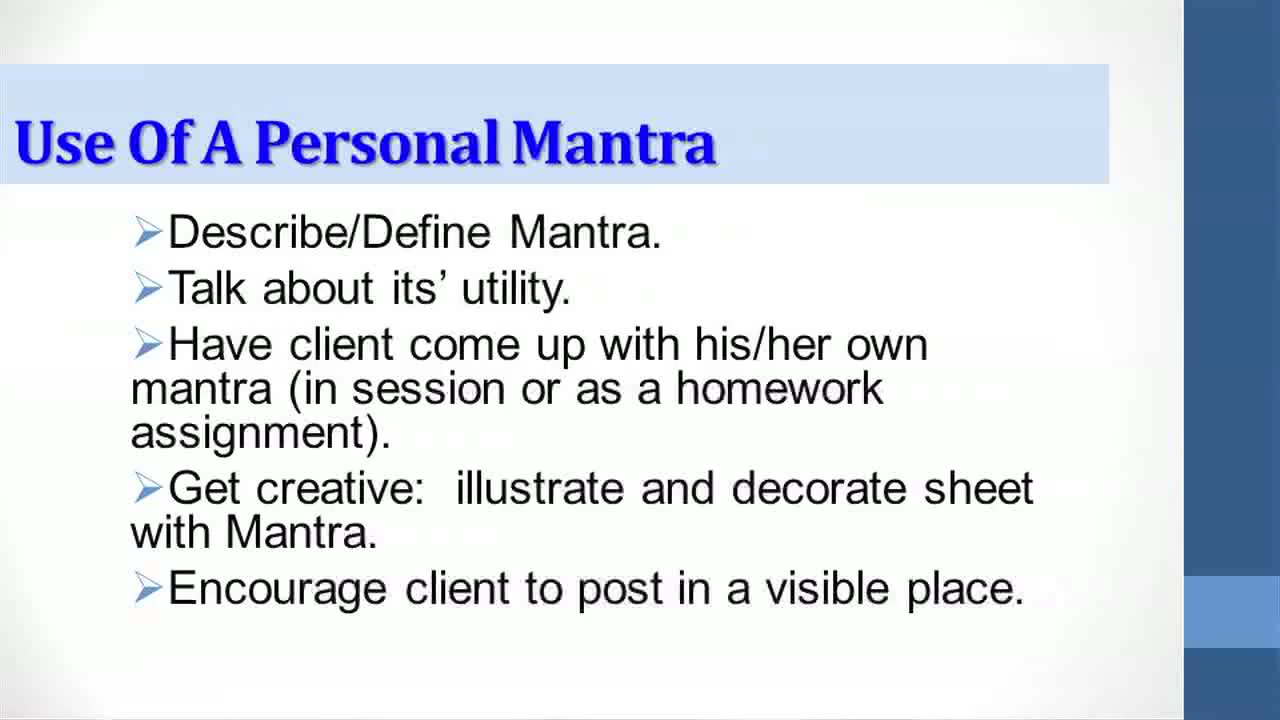 Use Of A Personal Mantra
➢Describe/Define Mantra.
➢Talk about its’ utility.
➢Have client come up with his/her own
mantra (in session or as a homework
assignment).
➢Get creative:  illustrate and decorate sheet
with Mantra.
➢Encourage client to post in a visible place.